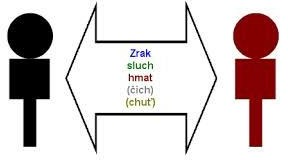 Zrak
sluch
hmat
(čich)
(chuť)